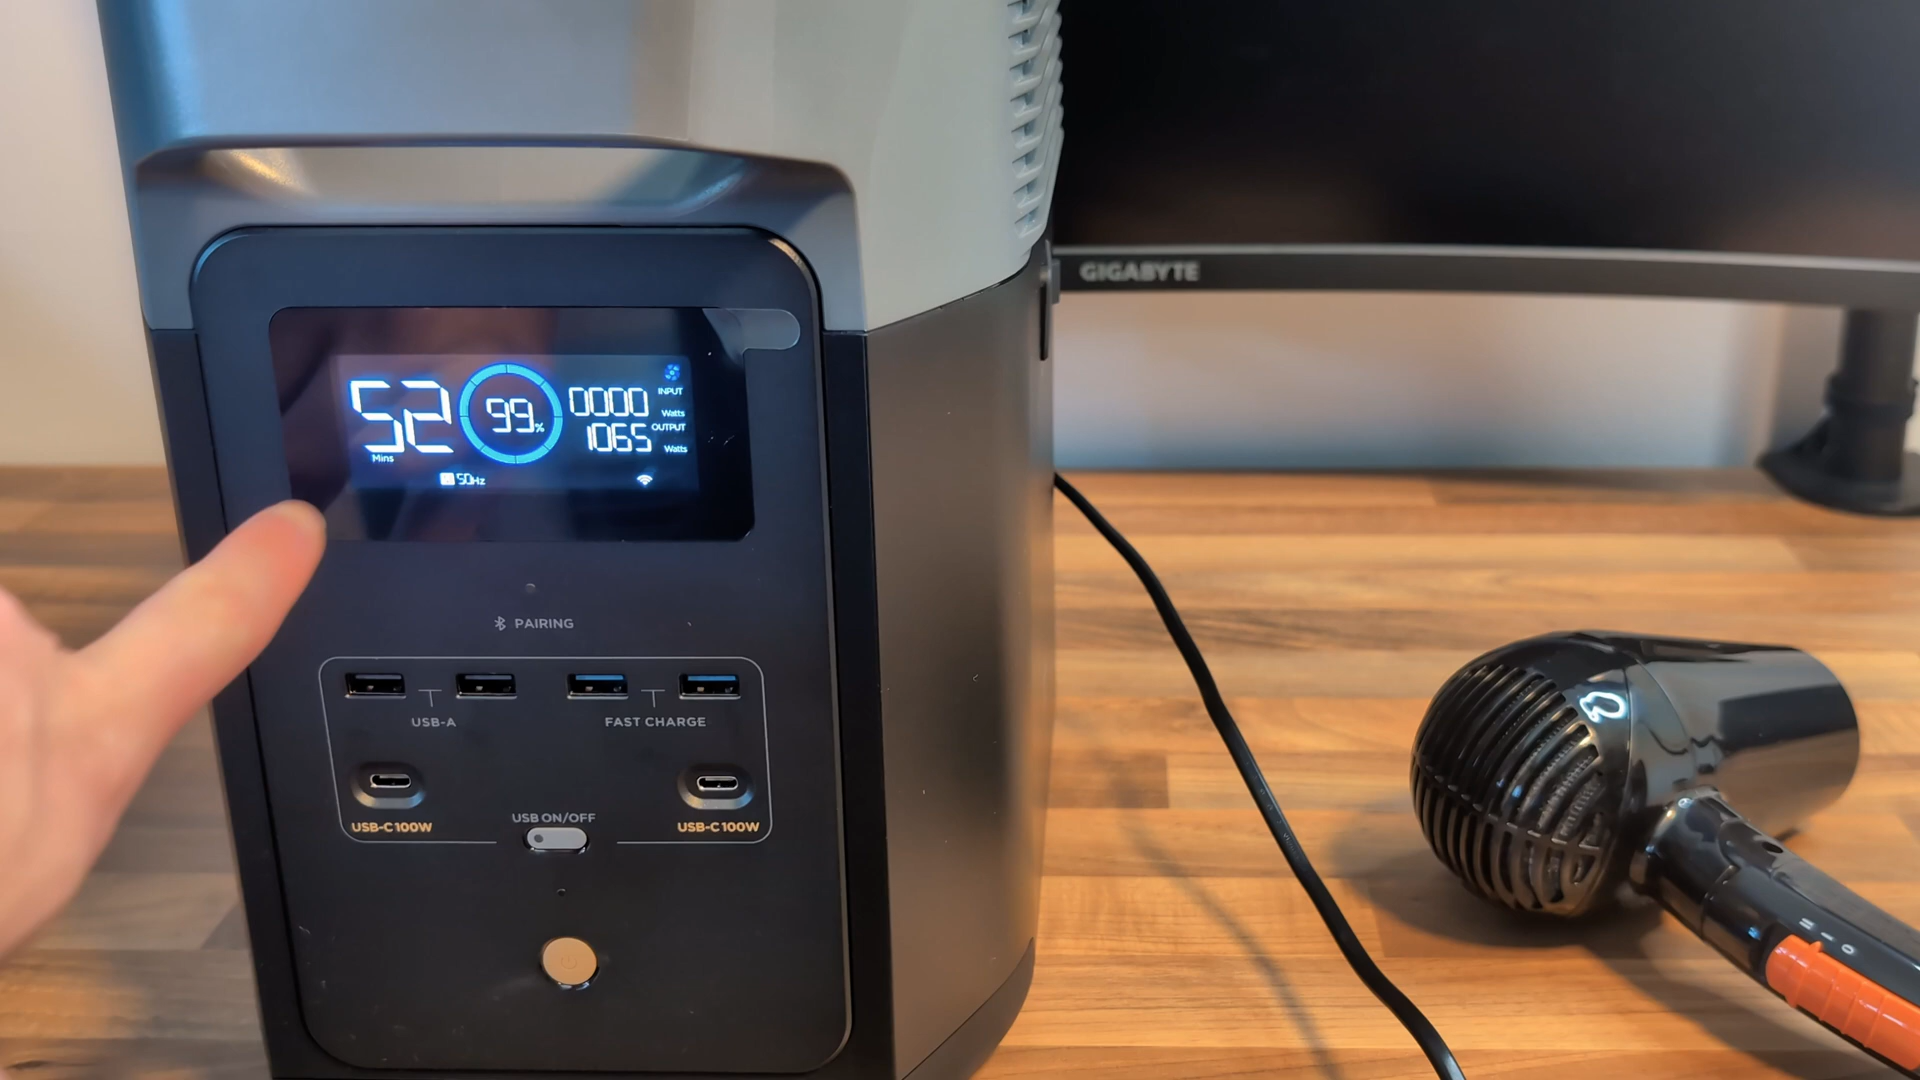 GIGABYTE
52
Mins
99%
0000
INPUT
Watts
1065
OUTPUT
Watts
50Hz
PAIRING
USB-A
FAST CHARGE
USB-C 100W
USB ON/OFF
USB-C 100W
II I O